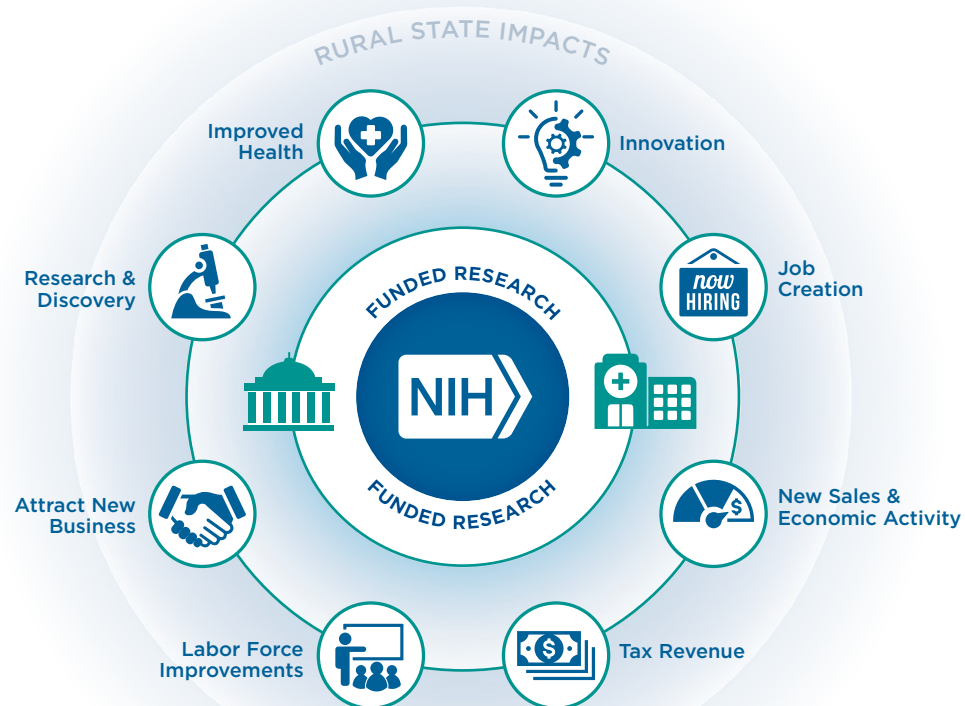 RURAL STATE IMPACTS
Improved
Health
Innovation
Research &
Discovery
FUNDED RESEARCH
Job
Creation
now
HIRING
NIH
FUNDED RESEARCH
Attract New
Business
$
New Sales &
Economic Activity
Labor Force
Improvements
$
Tax Revenue